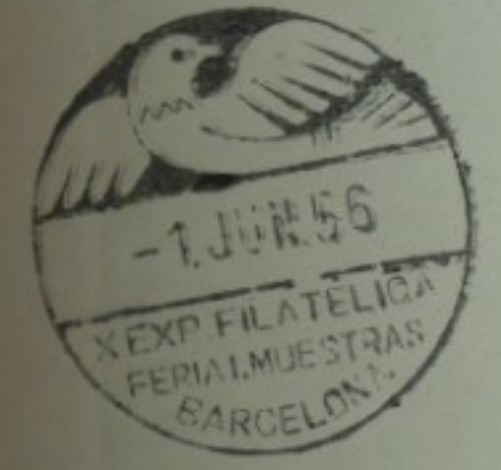 -1.JUN.56
X EXP. FILATELICA
FERIA I. MUESTRAS
BARCELONA.